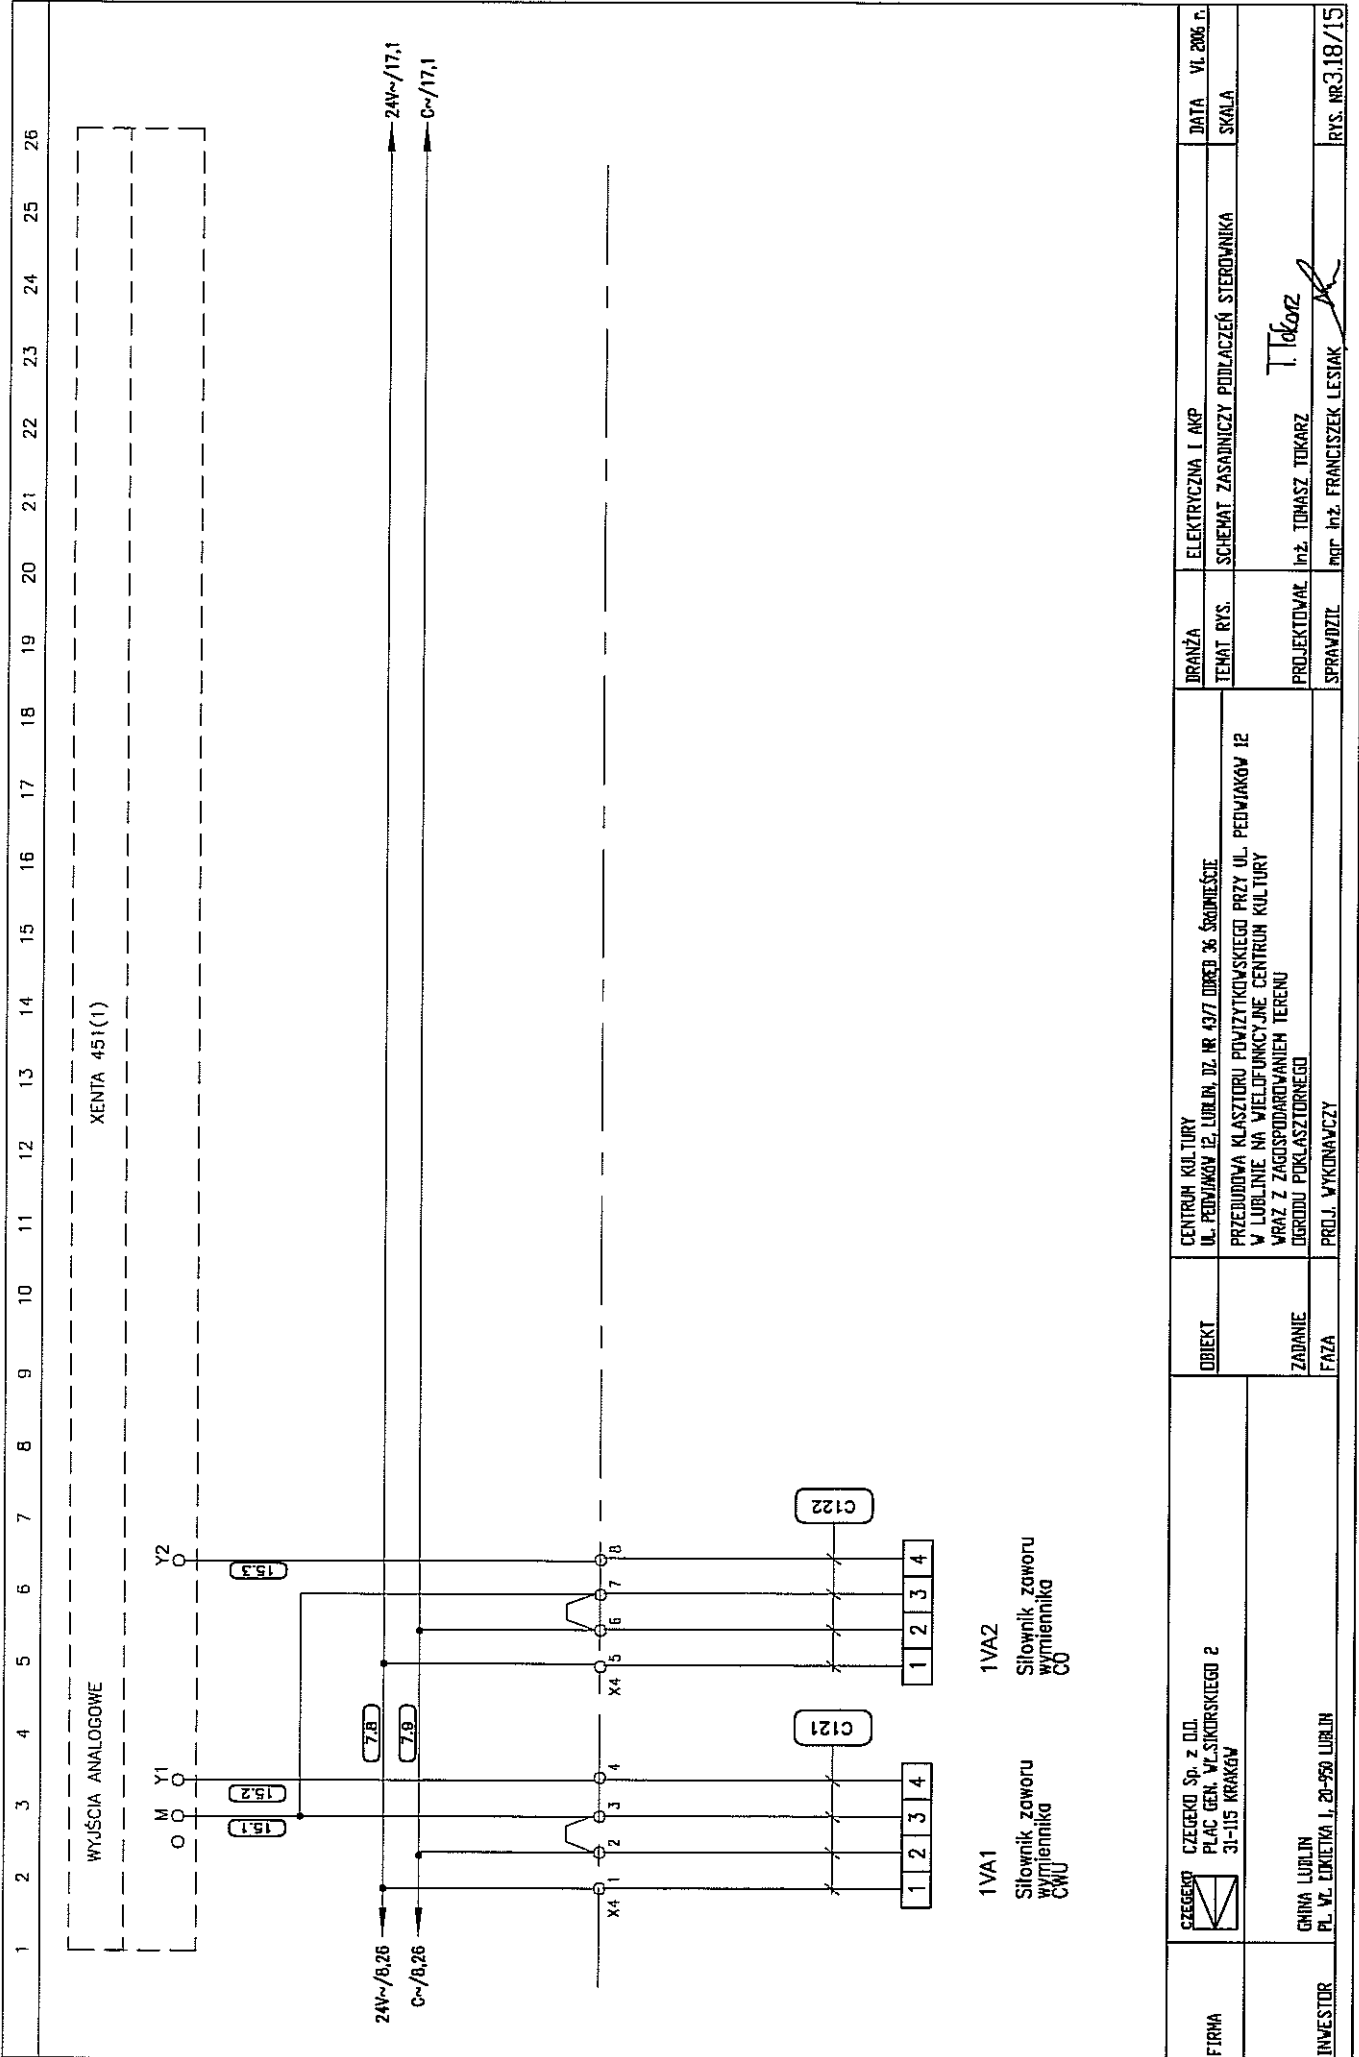 1 2 3 4 5 6 7 8 9 10 11 12 13 14 15 16 17 18 19 20 21 22 23 24 25 26
WYJŚCIA ANALOGOWE
XENTA 451(1)
M Y1 Y2
15.1 15.2 15.3
24V~/8,26
7.8
24V~/17,1
C~/8,26
7.9
C~/17,1
X4 1 2 3 4
X4 5 6 7 8
C121
C122
1 2 3 4
1 2 3 4
1VA1
Siłownik zaworu
wymiennika
CWU
1VA2
Siłownik zaworu
wymiennika
CO
FIRMA
CZEGEKO
CZEGEKO Sp. z O.O.
PLAC GEN. WŁ.SIKORSKIEGO 2
31-115 KRAKÓW
INWESTOR
GMINA LUBLIN
PL. WŁ. ŁOKIETKA 1, 20-950 LUBLIN
OBIEKT
CENTRUM KULTURY
UL. PEOWIAKÓW 12, LUBLIN, DZ. NR 43/7 OBRĘB 36 ŚRÓDMIEŚCIE
ZADANIE
PRZEBUDOWA KLASZTORU POWIZYTKOWSKIEGO PRZY UL. PEOWIAKÓW 12
W LUBLINIE NA WIELOFUNKCYJNE CENTRUM KULTURY
WRAZ Z ZAGOSPODAROWANIEM TERENU
OGRODU POKLASZTORNEGO
FAZA
PROJ. WYKONAWCZY
BRANŻA
ELEKTRYCZNA I AKP
TEMAT RYS.
SCHEMAT ZASADNICZY PODŁACZEŃ STEROWNIKA
PROJEKTOWAŁ
inż. TOMASZ TOKARZ
T. Tokarz
SPRAWDZIŁ
mgr inż. FRANCISZEK LESIAK
DATA VI. 2006 r.
SKALA
RYS. NR 3.18/15